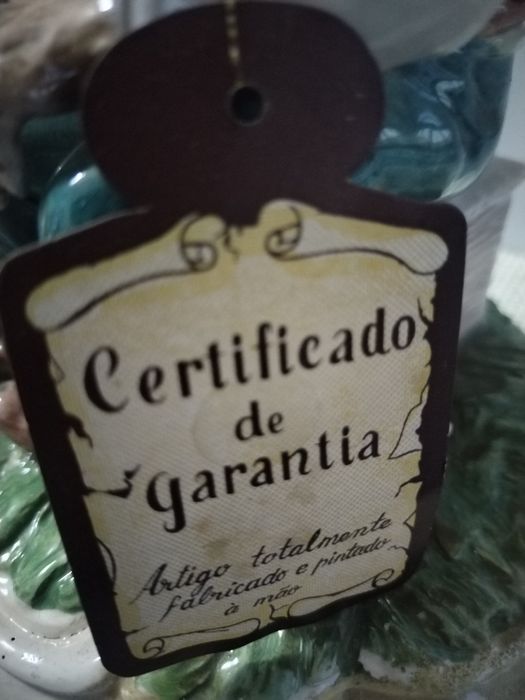 Certificado
de
garantia
Artigo totalmente
fabricado e pintado
à mão